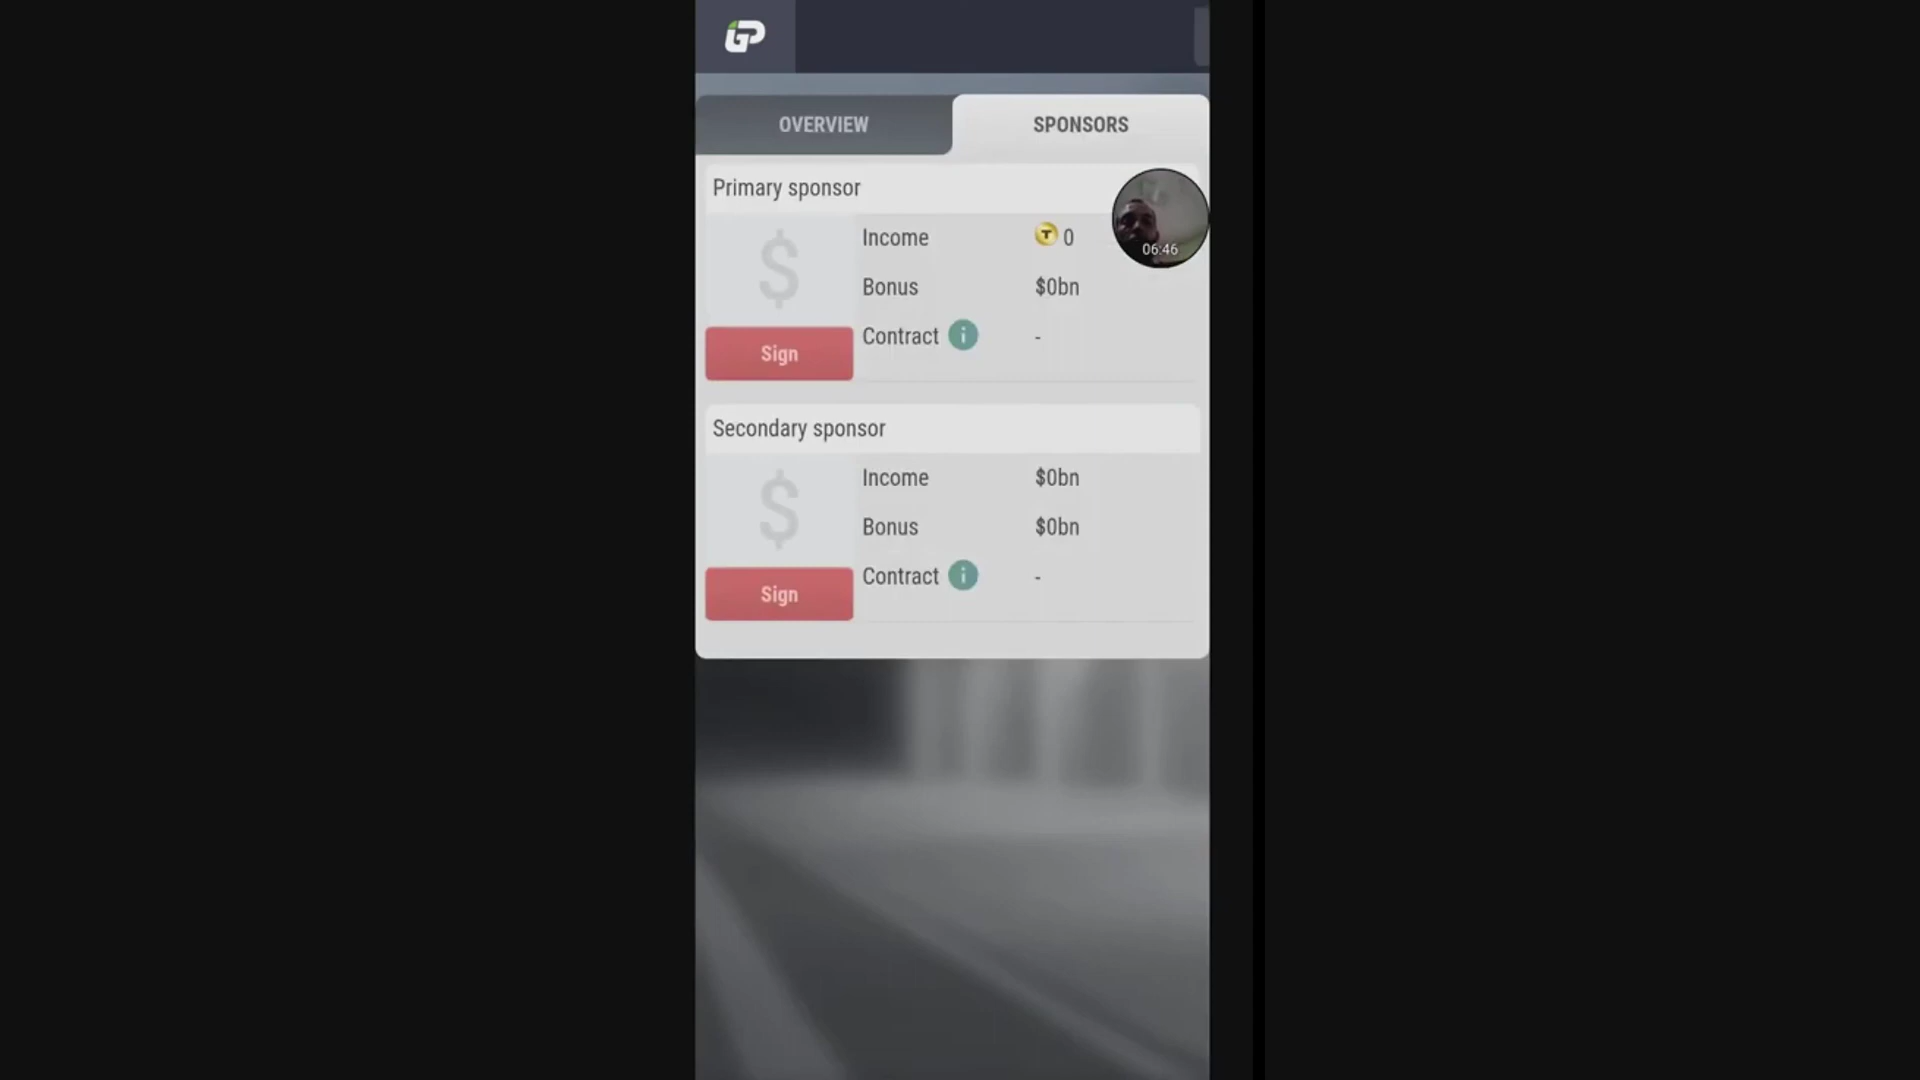 GP
OVERVIEW SPONSORS
Primary sponsor
Income T 0
06:46
Bonus $0bn
Contract i -
$
Sign
Secondary sponsor
Income $0bn
Bonus $0bn
Contract i -
$
Sign